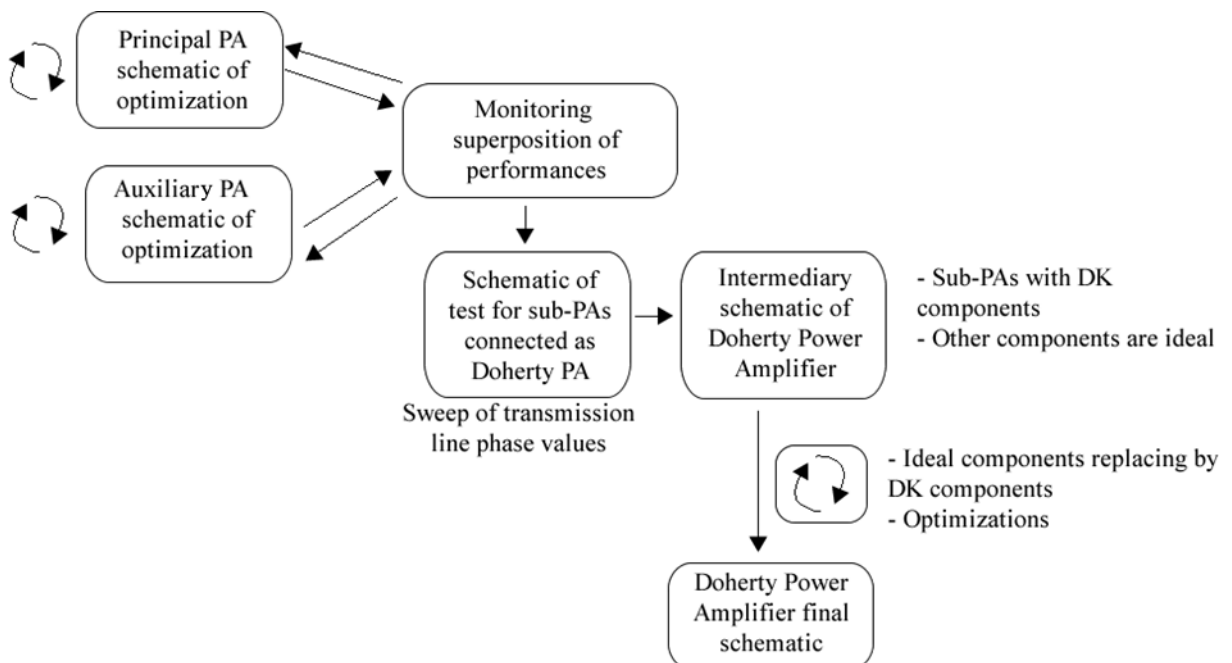 Principal PA
schematic of
optimization
Monitoring
superposition of
performances
Auxiliary PA
schematic of
optimization
Schematic of
test for sub-PAs
connected as
Doherty PA
Sweep of transmission
line phase values
Intermediary
schematic of
Doherty Power
Amplifier
- Sub-PAs with DK
components
- Other components are ideal
- Ideal components replacing by
DK components
- Optimizations
Doherty Power
Amplifier final
schematic